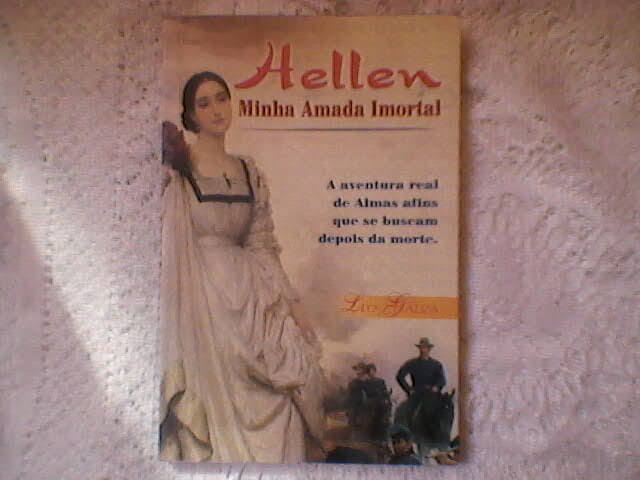 Hellen
Minha Amada Imortal
A aventura real
de Almas afins
que se buscam
depois da morte.